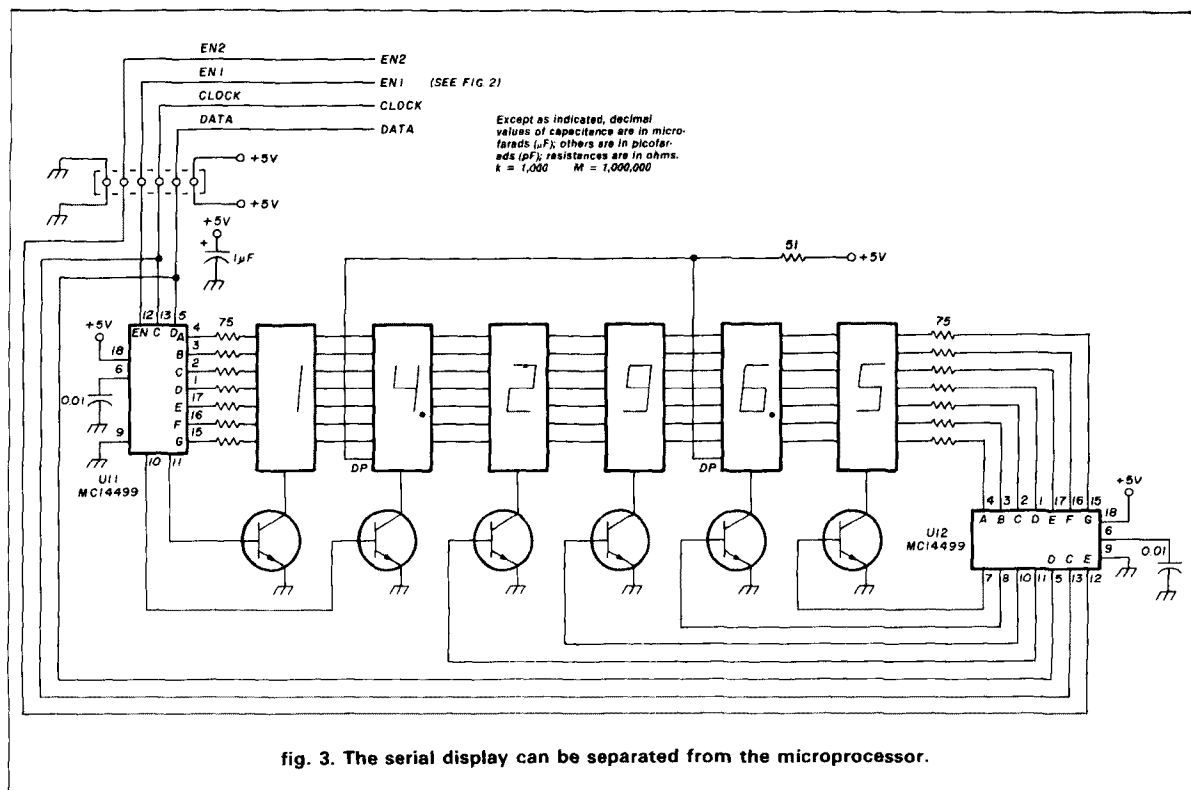 EN2
EN2
EN1
EN1 (SEE FIG. 2)
CLOCK
CLOCK
DATA
DATA
Except as indicated, decimal
values of capacitance are in micro-
farads (µF); others are in picofar-
ads (pF); resistances are in ohms.
k = 1,000 M = 1,000,000
+5V
+5V
+5V
+
1µF
51
+5V
12 13 5
EN C D
+5V
18
6
0.01
9
A 4
B 3
C 2
D 1
E 17
F 16
G 15
75
10 11
U11
MC14499
1 4. 2 9 6. 5
DP
DP
75
4 3 2 1 17 16 15
A B C D E F G
+5V
18
6
9
0.01
U12
MC14499
D C E
7 8 10 11 5 13 12
fig. 3. The serial display can be separated from the microprocessor.